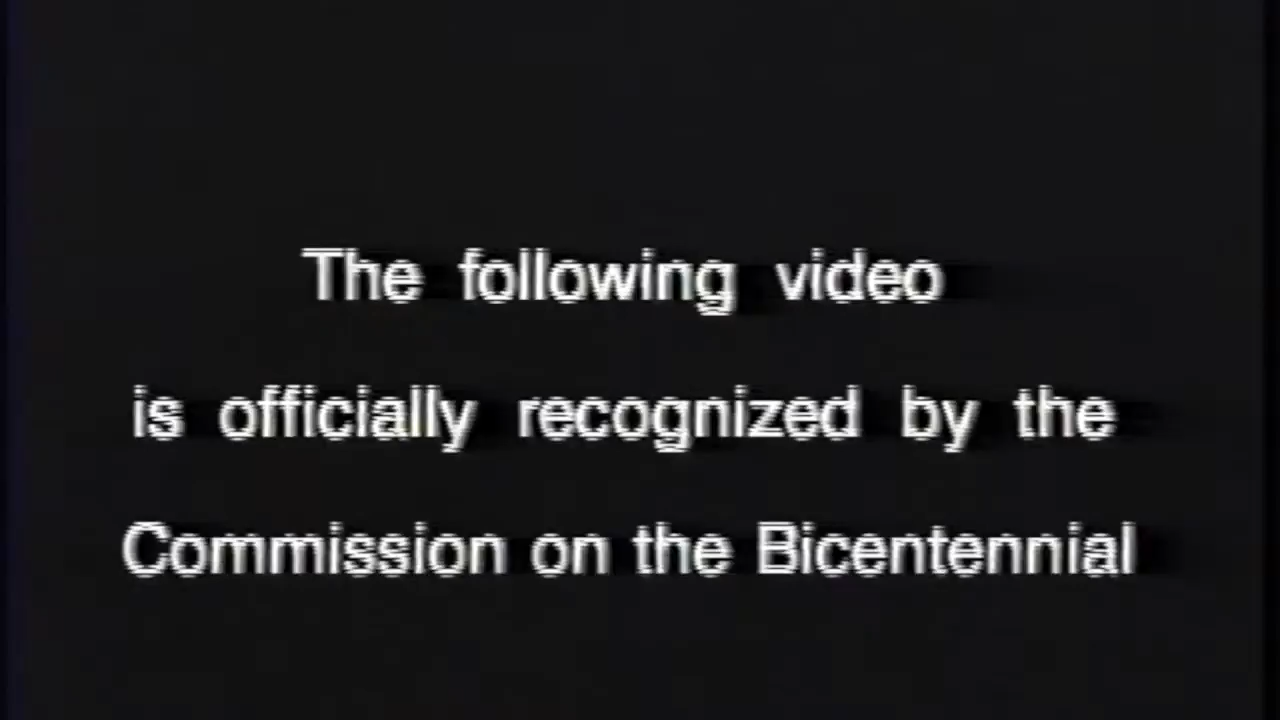 The following video
is officially recognized by the
Commission on the Bicentennial